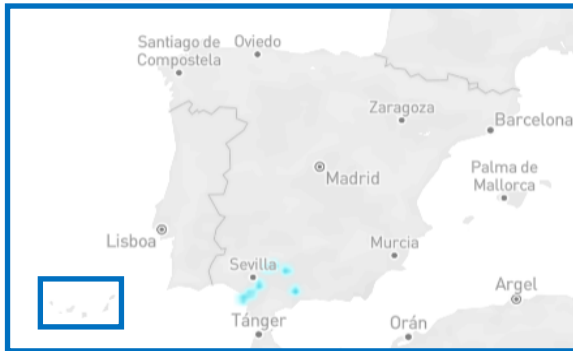 Santiago de
Compostela
Oviedo
Zaragoza
Barcelona
Madrid
Palma de
Mallorca
Lisboa
Murcia
Sevilla
Argel
Tánger
Orán